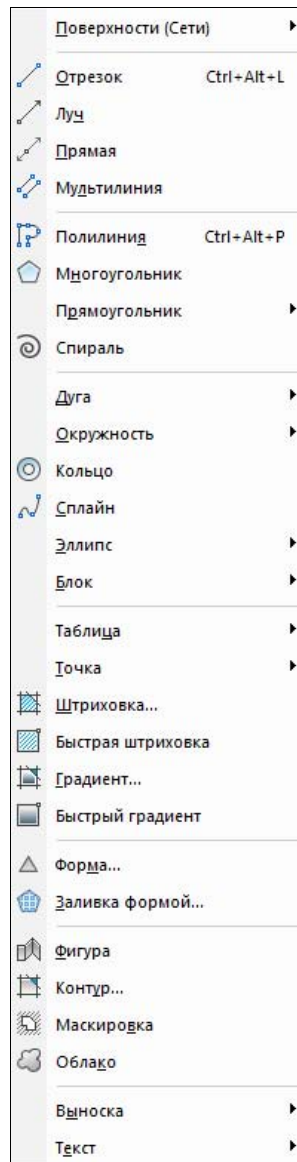 Поверхности (Сети)
Отрезок Ctrl+Alt+L
Луч
Прямая
Мультилиния
Полилиния Ctrl+Alt+P
Многоугольник
Прямоугольник
Спираль
Дуга
Окружность
Кольцо
Сплайн
Эллипс
Блок
Таблица
Точка
Штриховка...
Быстрая штриховка
Градиент...
Быстрый градиент
Форма...
Заливка формой...
Фигура
Контур...
Маскировка
Облако
Выноска
Текст